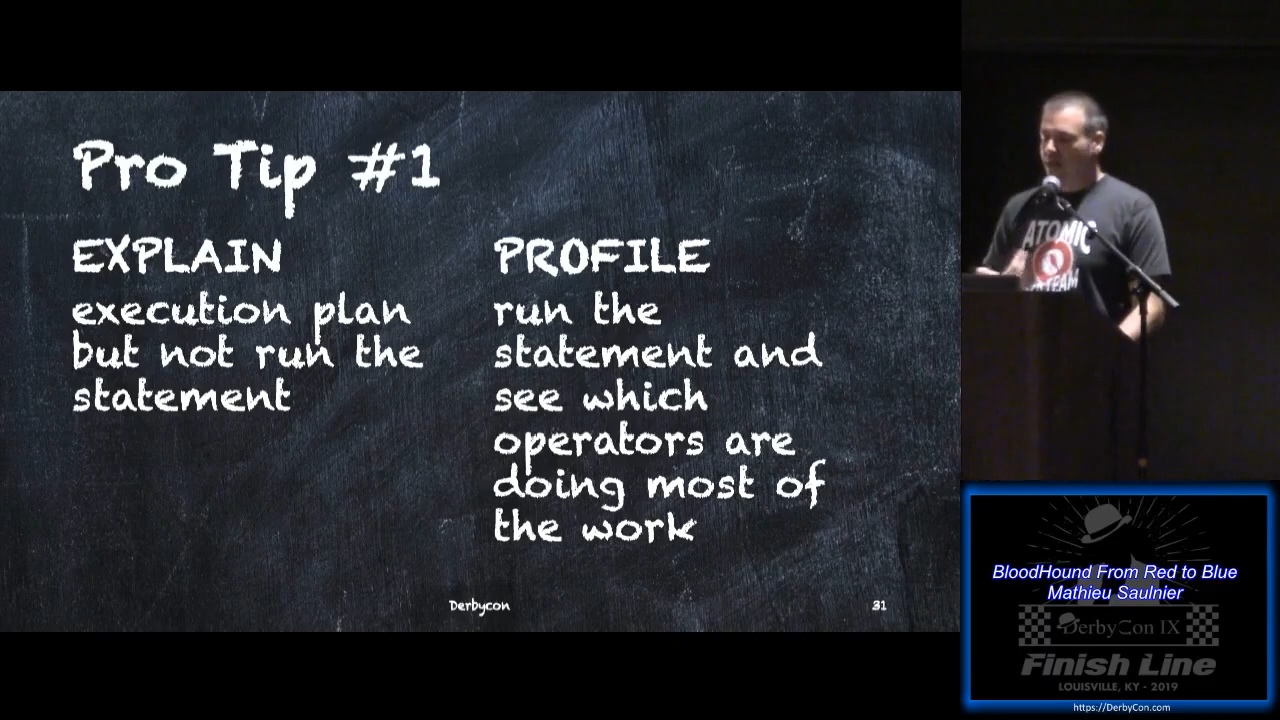 Pro Tip #1
EXPLAIN
execution plan
but not run the
statement
PROFILE
run the
statement and
see which
operators are
doing most of
the work
Derbycon
31
ATOMIC
TEAM
BloodHound From Red to Blue
Mathieu Saulnier
DerbyCon IX
Finish Line
LOUISVILLE, KY - 2019
https://DerbyCon.com